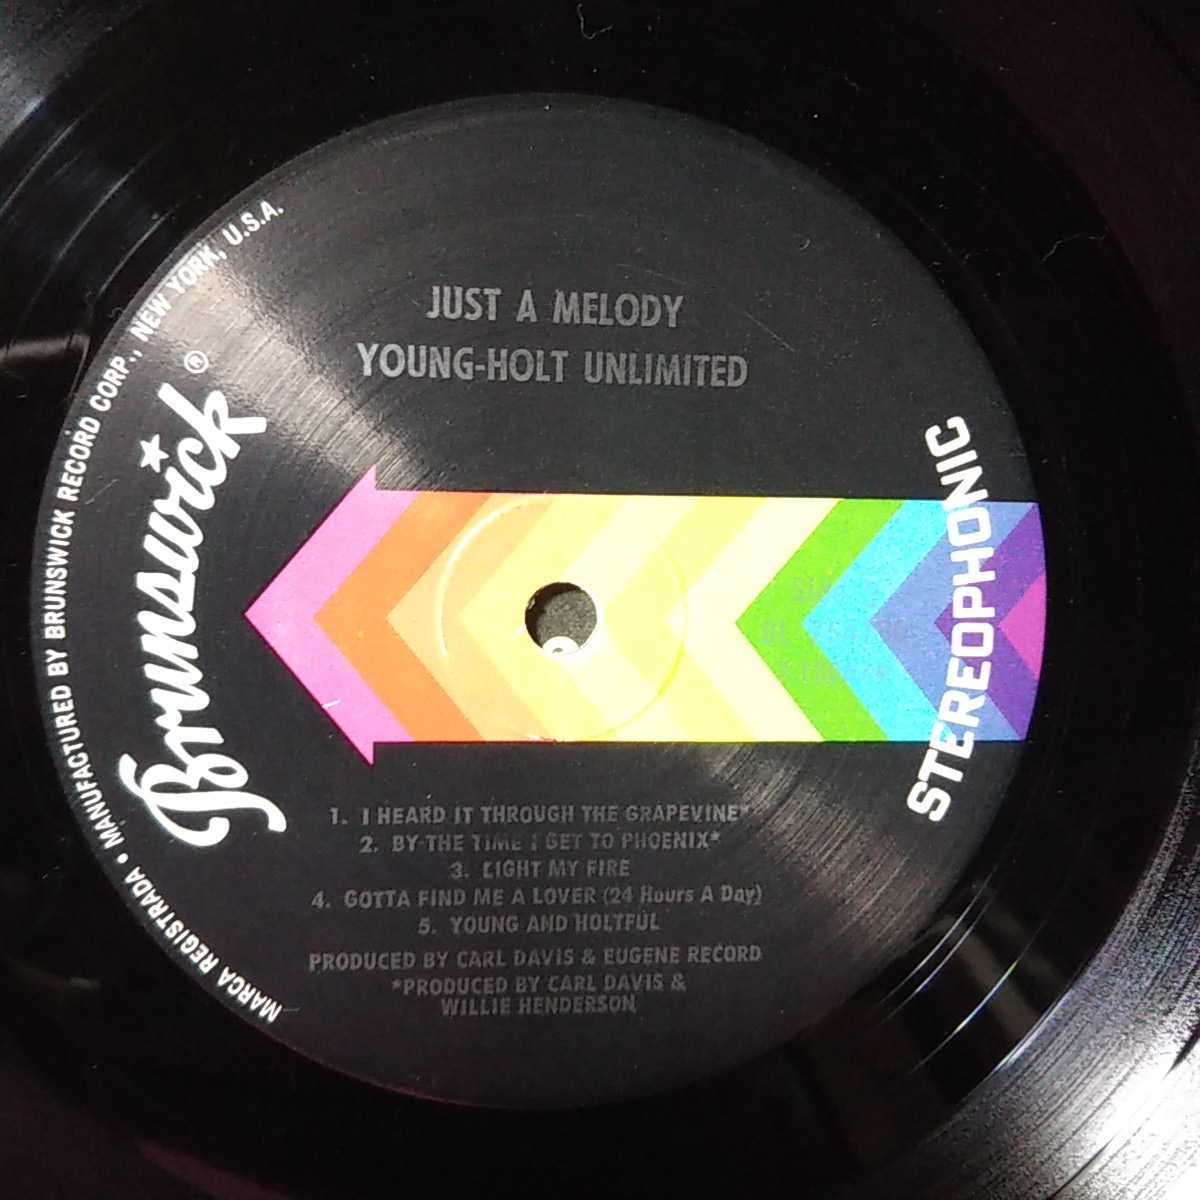 JUST A MELODY
YOUNG-HOLT UNLIMITED
Brunswick®
STEREOPHONIC
1. I HEARD IT THROUGH THE GRAPEVINE*
2. BY THE TIME I GET TO PHOENIX*
3. LIGHT MY FIRE
4. GOTTA FIND ME A LOVER (24 Hours A Day)
5. YOUNG AND HOLTFUL
PRODUCED BY CARL DAVIS & EUGENE RECORD
*PRODUCED BY CARL DAVIS &
WILLIE HENDERSON
MARCA REGISTRADA • MANUFACTURED BY BRUNSWICK RECORD CORP., NEW YORK, U.S.A.